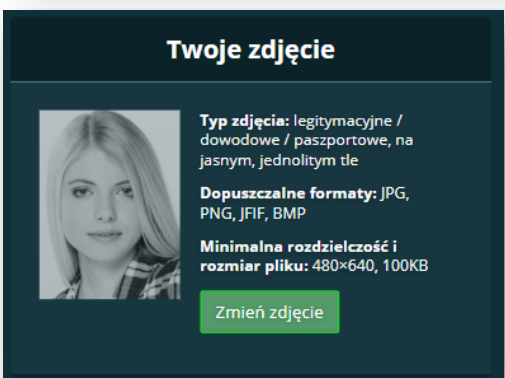 Twoje zdjęcie
Typ zdjęcia: legitymacyjne /
dowodowe / paszportowe, na
jasnym, jednolitym tle
Dopuszczalne formaty: JPG,
PNG, JFIF, BMP
Minimalna rozdzielczość i
rozmiar pliku: 480×640, 100KB
Zmień zdjęcie